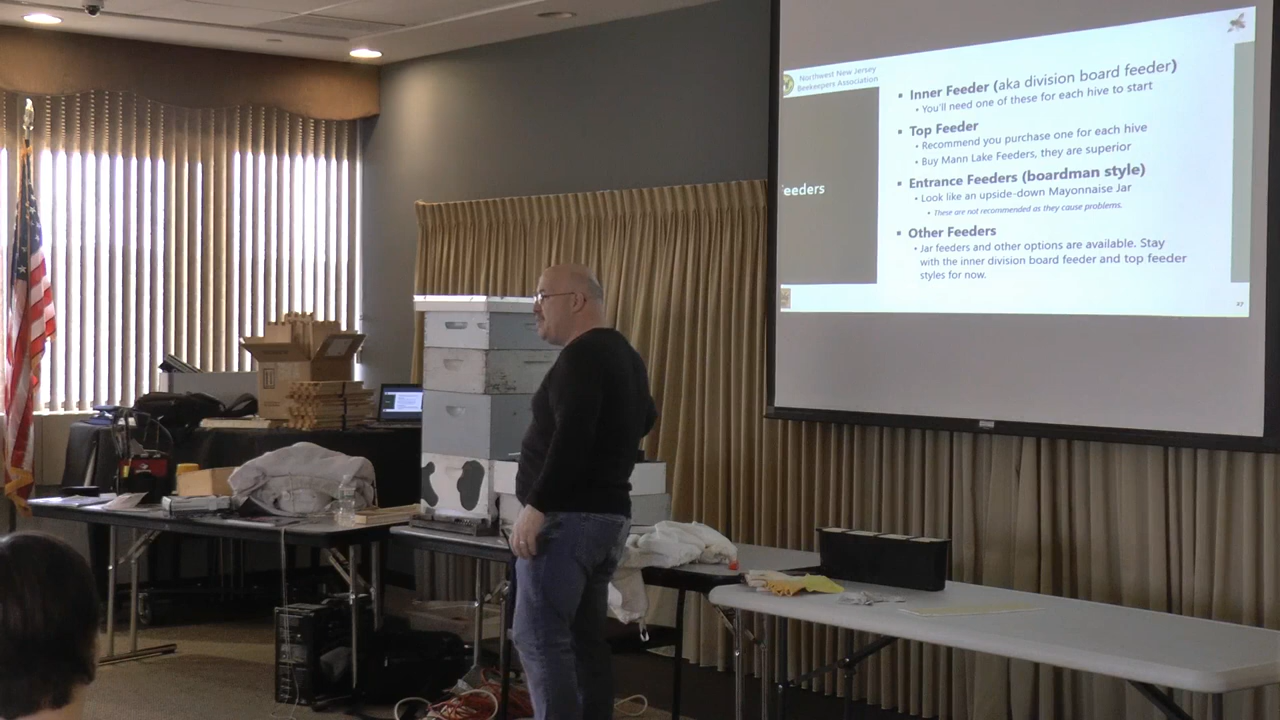 Northwest New Jersey
Beekeepers Association
eeders
▪ Inner Feeder (aka division board feeder)
• You'll need one of these for each hive to start
▪ Top Feeder
• Recommend you purchase one for each hive
• Buy Mann Lake Feeders, they are superior
▪ Entrance Feeders (boardman style)
• Look like an upside-down Mayonnaise Jar
• These are not recommended as they cause problems.
▪ Other Feeders
• Jar feeders and other options are available. Stay
with the inner division board feeder and top feeder
styles for now.
27